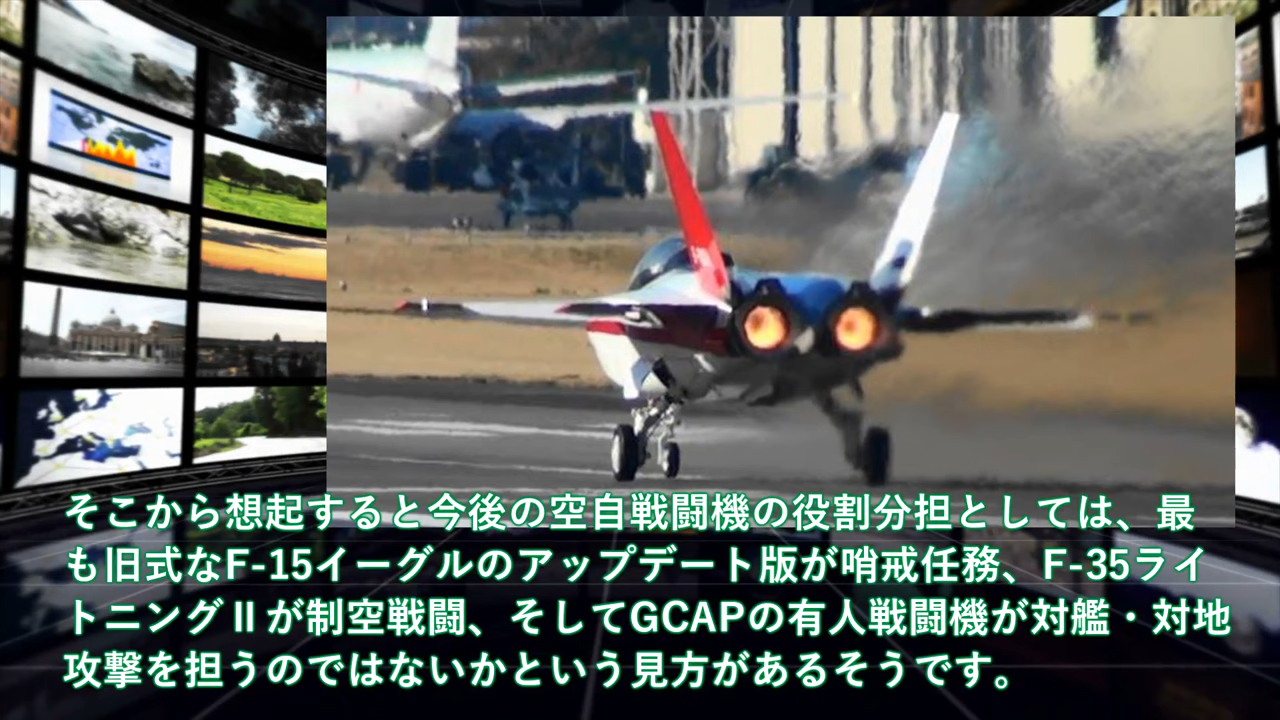 そこから想起すると今後の空自戦闘機の役割分担としては、最
も旧式なF-15イーグルのアップデート版が哨戒任務、F-35ライ
トニングⅡが制空戦闘、そしてGCAPの有人戦闘機が対艦・対地
攻撃を担うのではないかという見方があるそうです。